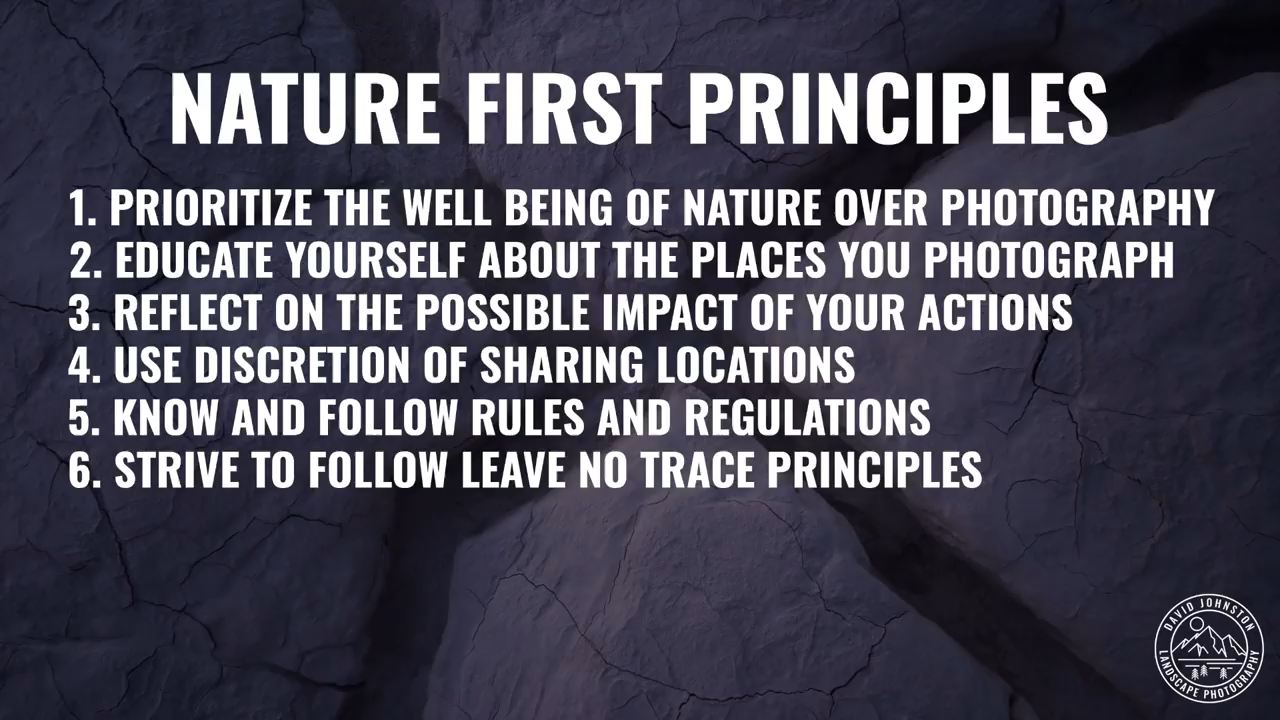 NATURE FIRST PRINCIPLES
1. PRIORITIZE THE WELL BEING OF NATURE OVER PHOTOGRAPHY
2. EDUCATE YOURSELF ABOUT THE PLACES YOU PHOTOGRAPH
3. REFLECT ON THE POSSIBLE IMPACT OF YOUR ACTIONS
4. USE DISCRETION OF SHARING LOCATIONS
5. KNOW AND FOLLOW RULES AND REGULATIONS
6. STRIVE TO FOLLOW LEAVE NO TRACE PRINCIPLES
DAVID JOHNSTON
LANDSCAPE PHOTOGRAPHY